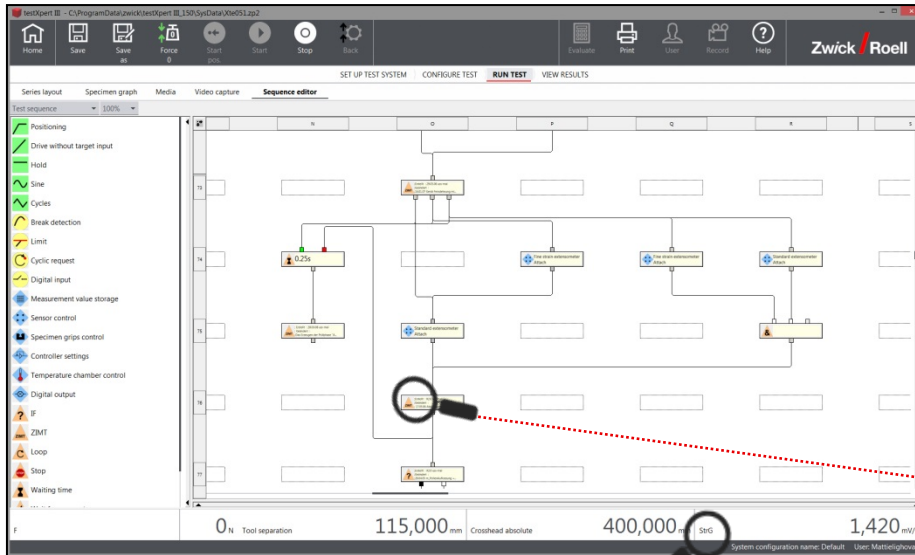 testXpert III - C:\ProgramData\zwick\testXpert III_150\SysData\Xte051.zp2
Home
Save
Save as
Force 0
Start pos.
Start
Stop
Back
Evaluate
Print
User
Record
Help
Zwick / Roell
SET UP TEST SYSTEM CONFIGURE TEST RUN TEST VIEW RESULTS
Series layout Specimen graph Media Video capture Sequence editor
Test sequence 100%
N O P Q R S
Positioning
Drive without target input
Hold
Sine
Cycles
Break detection
Limit
Cyclic request
Digital input
Measurement value storage
Sensor control
Specimen grips control
Controller settings
Temperature chamber control
Digital output
IF
ZIMT
Loop
Stop
Waiting time
73
74
0.25s
Fine strain extensometer
Attach
Fine strain extensometer
Attach
Standard extensometer
Attach
75
Standard extensometer
Attach
&
76
77
F 0 N Tool separation 115,000 mm Crosshead absolute 400,000 StrG 1,420 mV/
System configuration name: Default User: Mattielighova